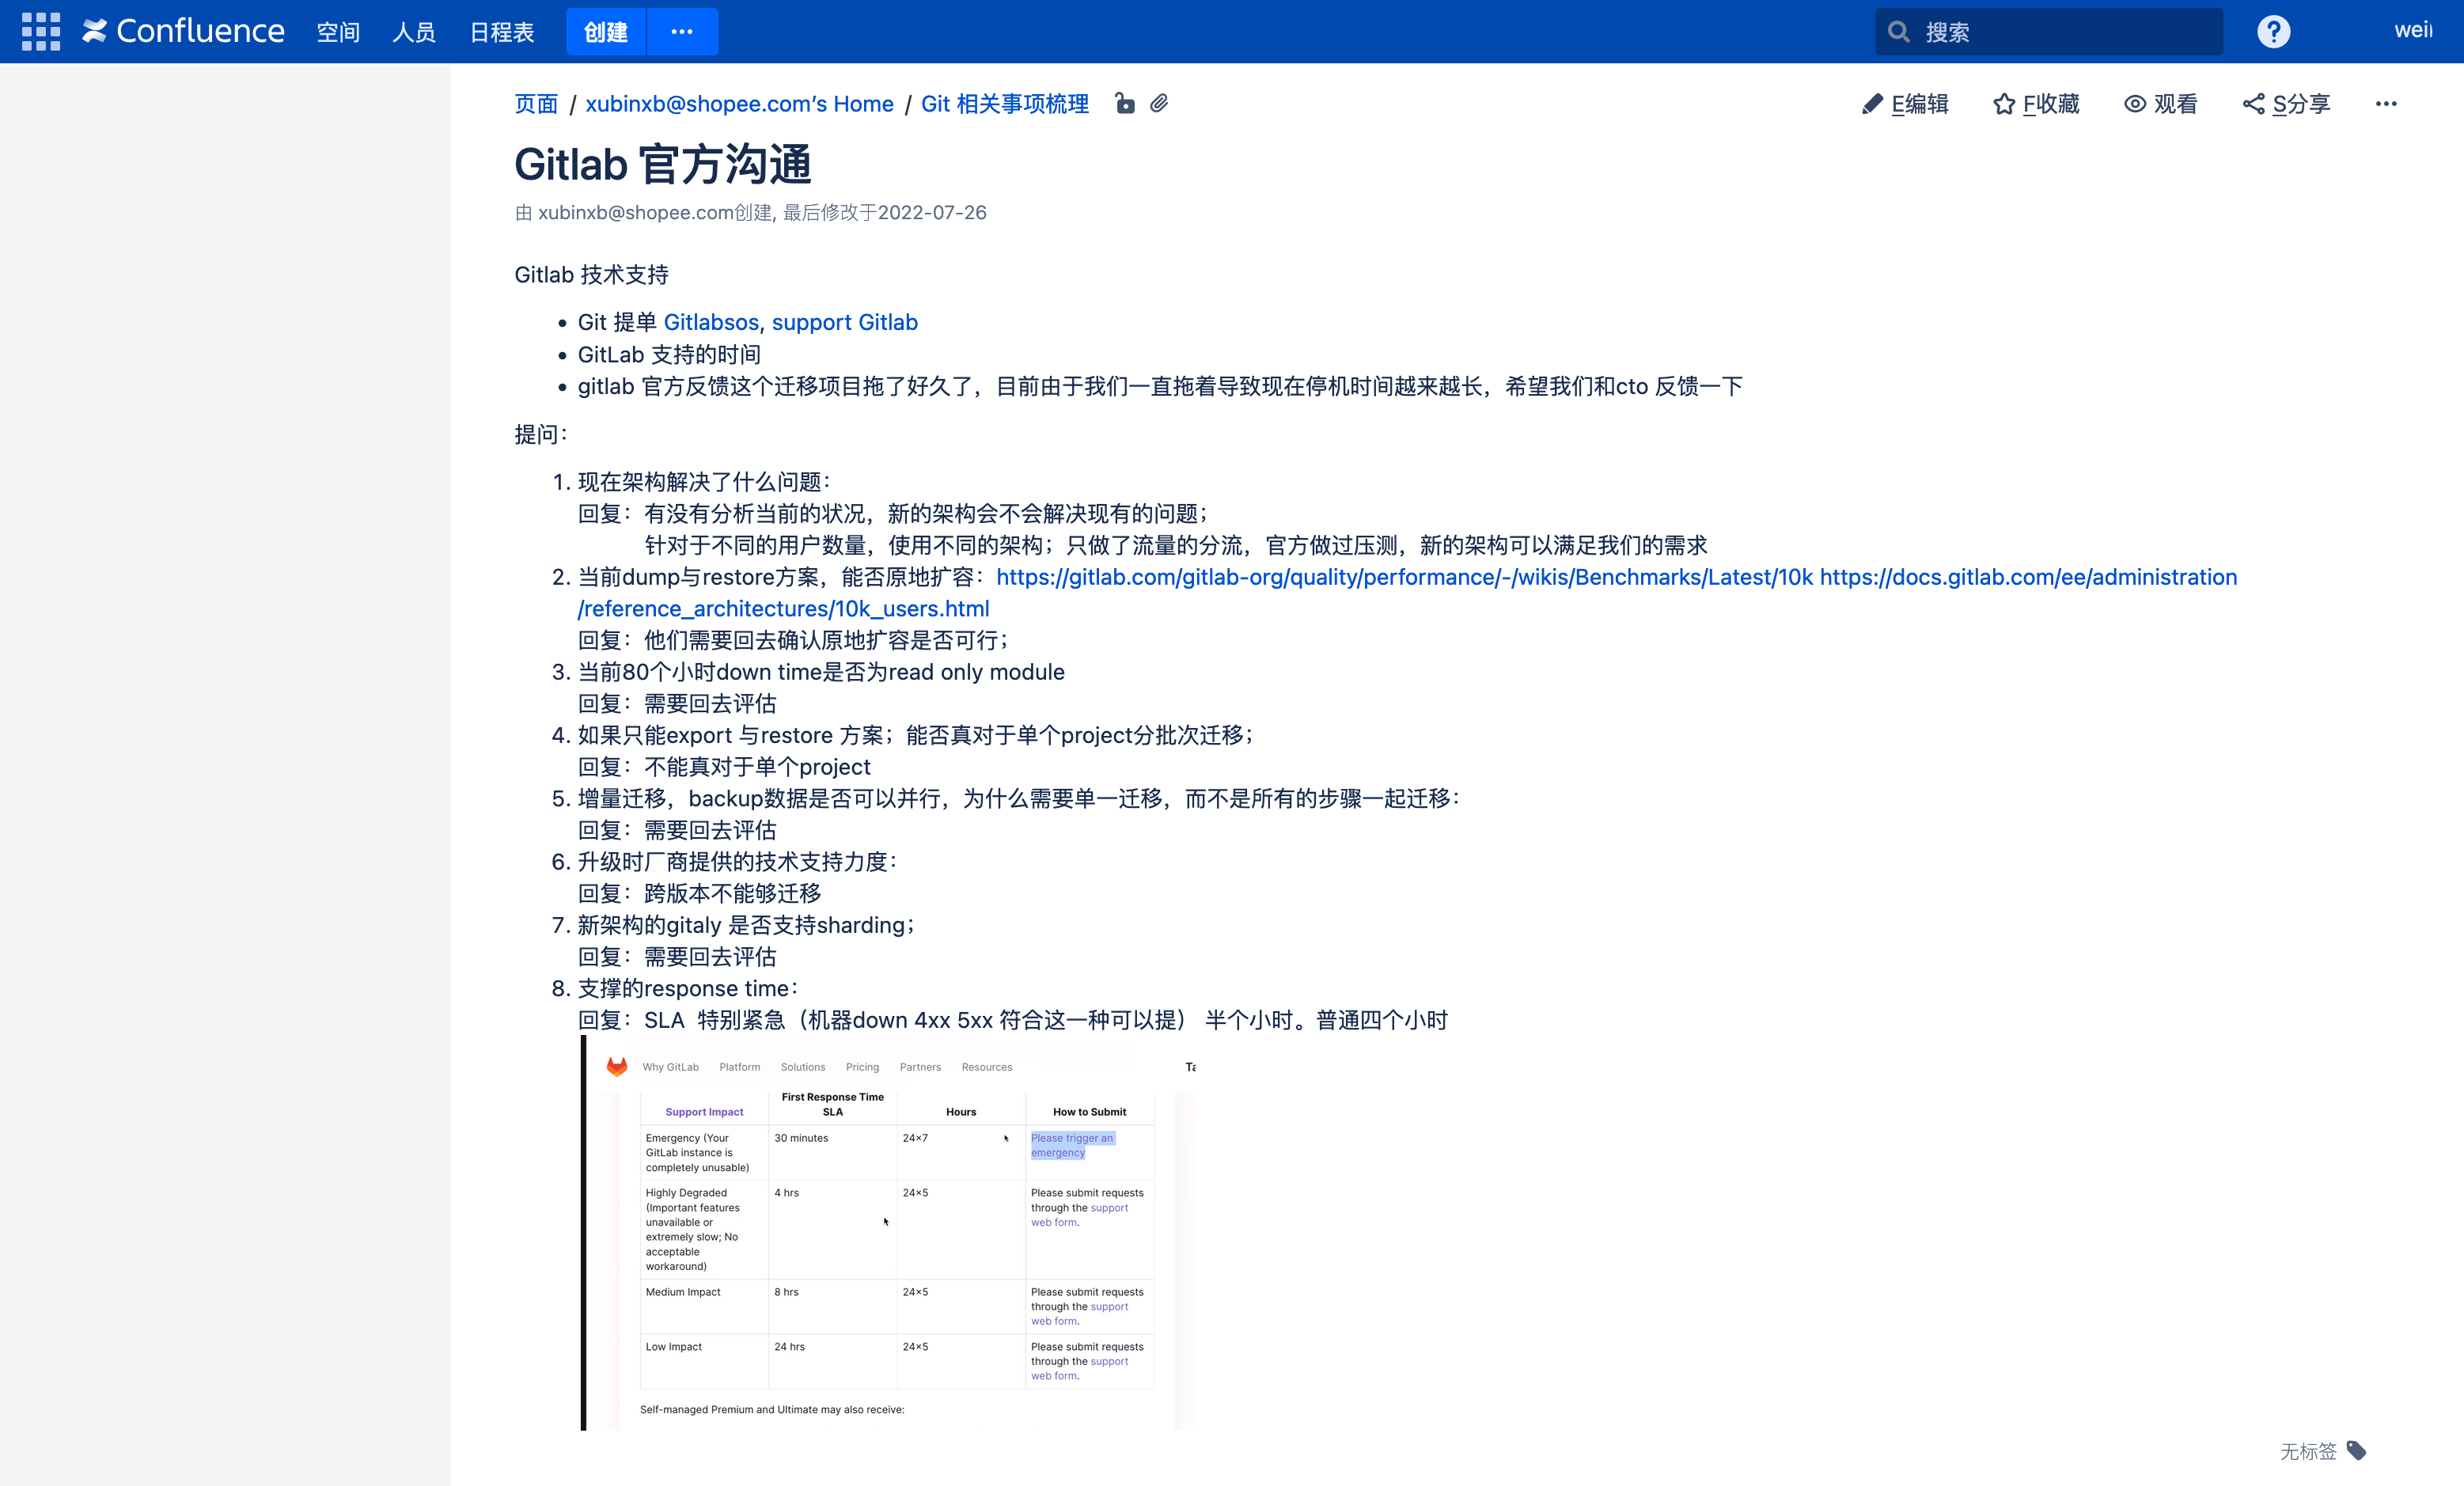 Confluence 空间 人员 日程表 创建 ··· 搜索 ? wei
页面 / xubinxb@shopee.com's Home / Git 相关事项梳理 E编辑 F收藏 观看 S分享 ···
Gitlab 官方沟通
由 xubinxb@shopee.com创建, 最后修改于2022-07-26
Gitlab 技术支持
• Git 提单 Gitlabsos, support Gitlab
• GitLab 支持的时间
• gitlab 官方反馈这个迁移项目拖了好久了，目前由于我们一直拖着导致现在停机时间越来越长，希望我们和cto 反馈一下
提问：
1. 现在架构解决了什么问题：
回复：有没有分析当前的状况，新的架构会不会解决现有的问题；
针对于不同的用户数量，使用不同的架构；只做了流量的分流，官方做过压测，新的架构可以满足我们的需求
2. 当前dump与restore方案，能否原地扩容：https://gitlab.com/gitlab-org/quality/performance/-/wikis/Benchmarks/Latest/10k https://docs.gitlab.com/ee/administration
/reference_architectures/10k_users.html
回复：他们需要回去确认原地扩容是否可行；
3. 当前80个小时down time是否为read only module
回复：需要回去评估
4. 如果只能export 与restore 方案；能否真对于单个project分批次迁移；
回复：不能真对于单个project
5. 增量迁移，backup数据是否可以并行，为什么需要单一迁移，而不是所有的步骤一起迁移：
回复：需要回去评估
6. 升级时厂商提供的技术支持力度：
回复：跨版本不能够迁移
7. 新架构的gitaly 是否支持sharding；
回复：需要回去评估
8. 支撑的response time：
回复：SLA 特别紧急（机器down 4xx 5xx 符合这一种可以提） 半个小时。普通四个小时
Why GitLab Platform Solutions Pricing Partners Resources
First Response Time
Support Impact SLA Hours How to Submit
Emergency (Your 30 minutes 24×7 Please trigger an
GitLab instance is emergency
completely unusable)
Highly Degraded 4 hrs 24×5 Please submit requests
(Important features through the support
unavailable or web form.
extremely slow; No
acceptable
workaround)
Medium Impact 8 hrs 24×5 Please submit requests
through the support
web form.
Low Impact 24 hrs 24×5 Please submit requests
through the support
web form.
Self-managed Premium and Ultimate may also receive:
无标签